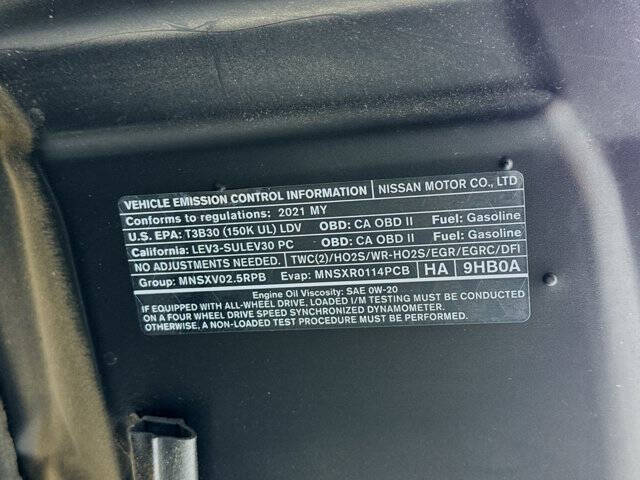 VEHICLE EMISSION CONTROL INFORMATION NISSAN MOTOR CO., LTD
Conforms to regulations: 2021 MY
U.S. EPA: T3B30 (150K UL) LDV OBD: CA OBD II Fuel: Gasoline
California: LEV3-SULEV30 PC OBD: CA OBD II Fuel: Gasoline
NO ADJUSTMENTS NEEDED. TWC(2)/HO2S/WR-HO2S/EGR/EGRC/DFI
Group: MNSXV02.5RPB Evap: MNSXR0114PCB HA 9HB0A
Engine Oil Viscosity: SAE 0W-20
IF EQUIPPED WITH ALL-WHEEL DRIVE, LOADED I/M TESTING MUST BE CONDUCTED
ON A FOUR WHEEL DRIVE SPEED SYNCHRONIZED DYNAMOMETER.
OTHERWISE, A NON-LOADED TEST PROCEDURE MUST BE PERFORMED.